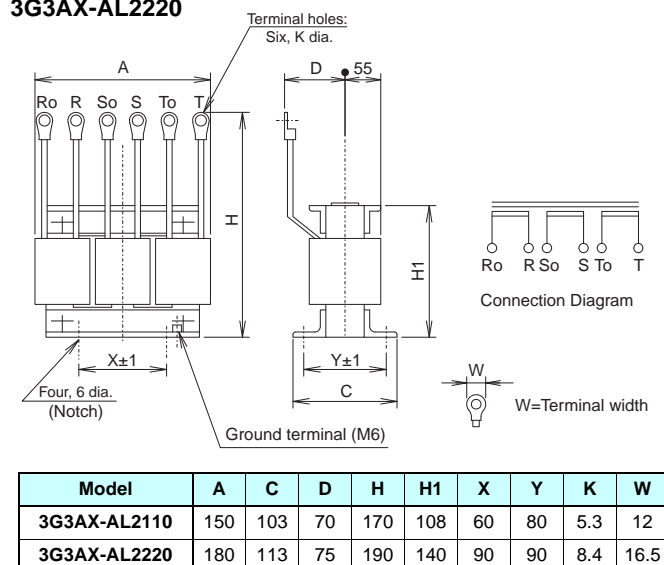 3G3AX-AL2220
Terminal holes:
Six, K dia.
A
D
55
Ro R So S To T
H
H1
Ro R So S To T
Connection Diagram
X±1
Y±1
W
C
Four, 6 dia.
(Notch)
W=Terminal width
Ground terminal (M6)
Model A C D H H1 X Y K W
3G3AX-AL2110 150 103 70 170 108 60 80 5.3 12
3G3AX-AL2220 180 113 75 190 140 90 90 8.4 16.5